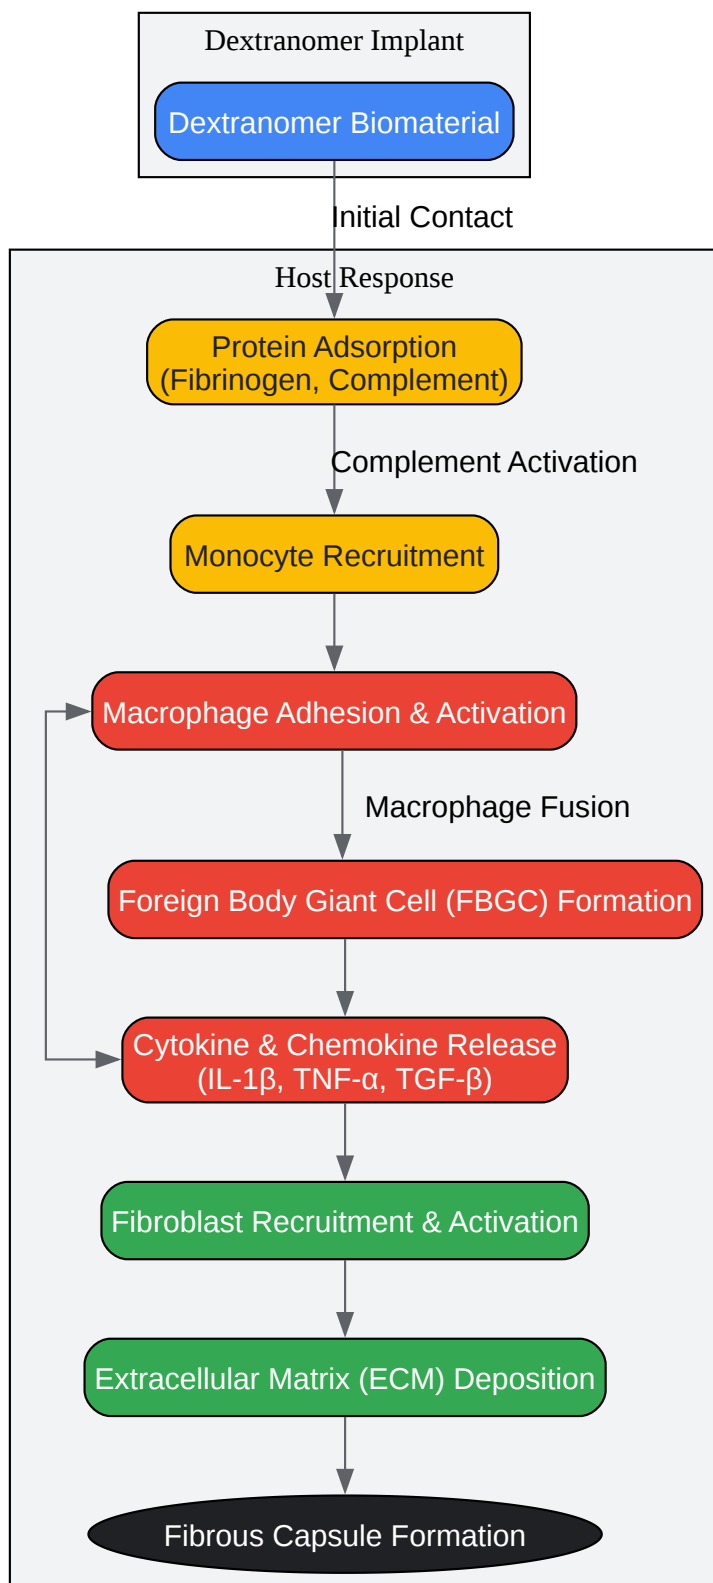 Dextranomer Implant
Dextranomer Biomaterial
Initial Contact
Host Response
Protein Adsorption
(Fibrinogen, Complement)
Complement Activation
Monocyte Recruitment
Macrophage Adhesion & Activation
Macrophage Fusion
Foreign Body Giant Cell (FBGC) Formation
Cytokine & Chemokine Release
(IL-1β, TNF-α, TGF-β)
Fibroblast Recruitment & Activation
Extracellular Matrix (ECM) Deposition
Fibrous Capsule Formation